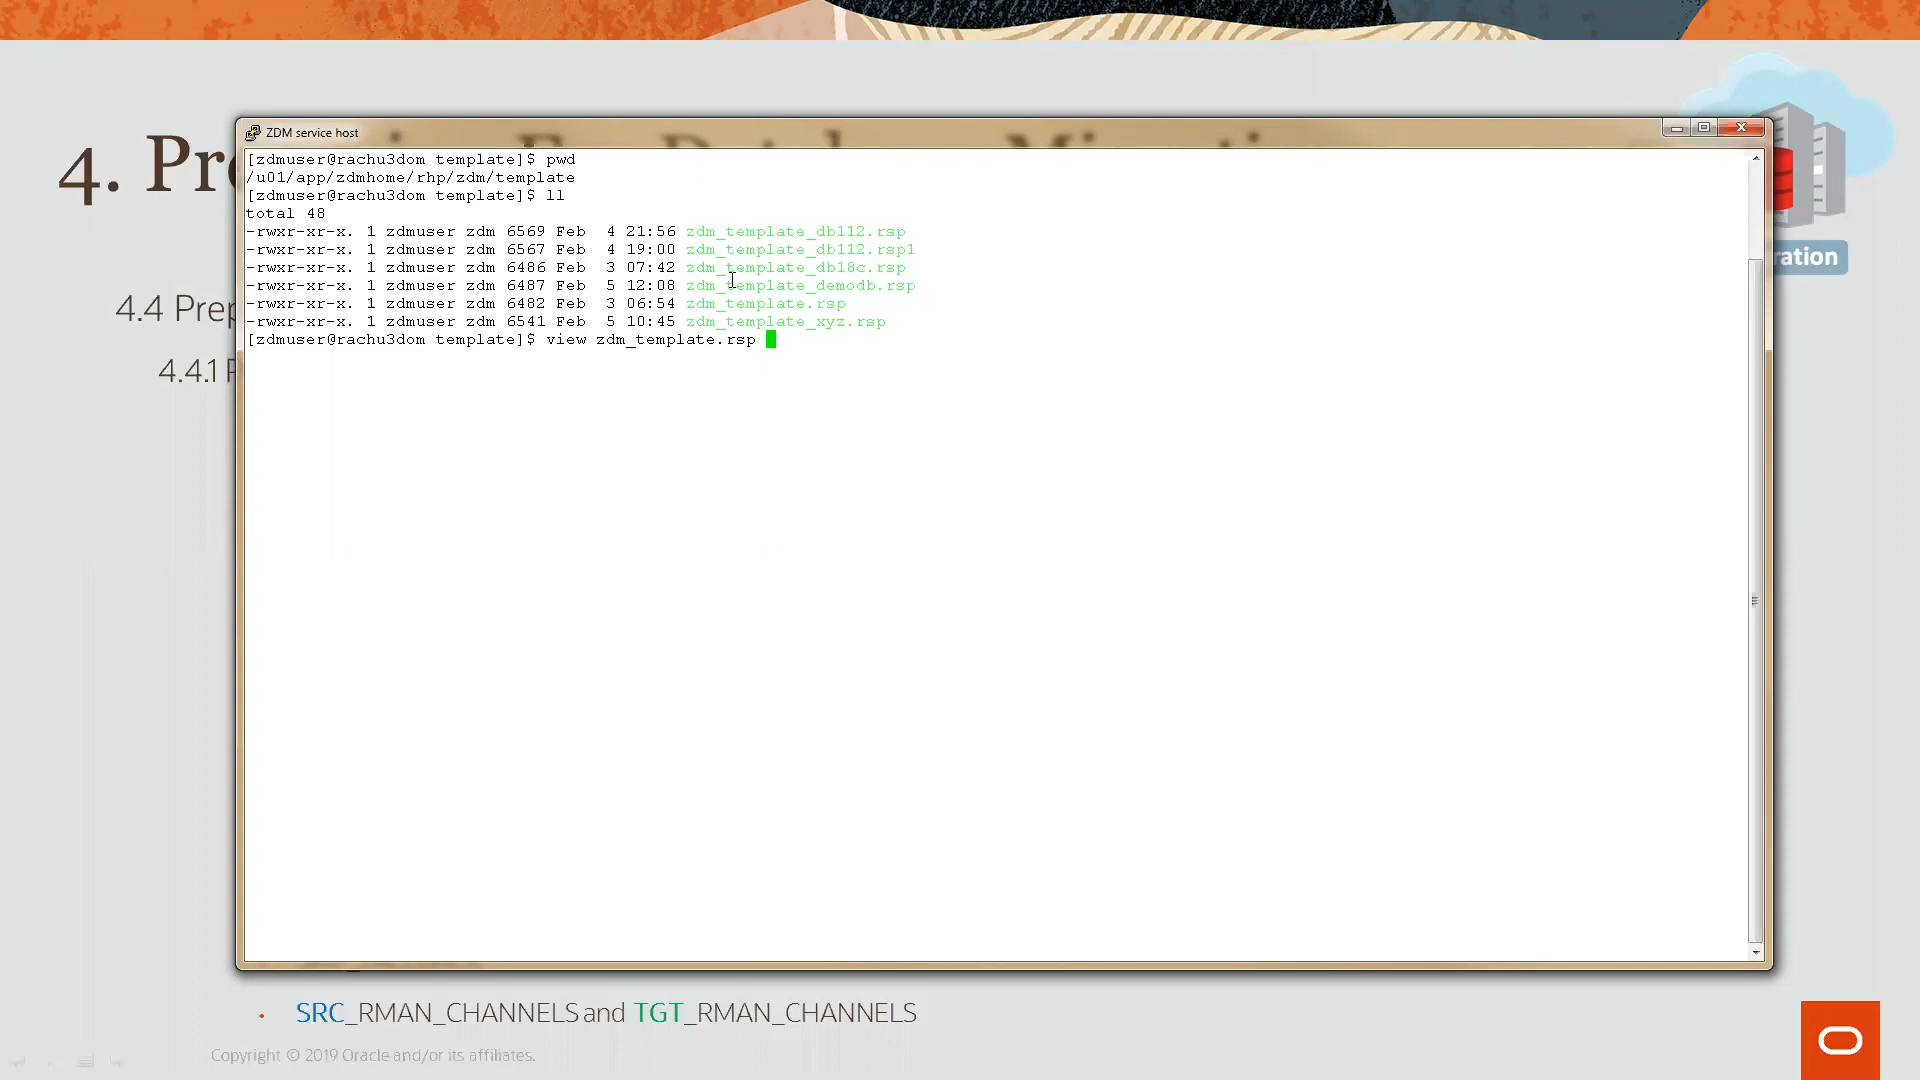 4. Pre
ZDM service host
[zdmuser@rachu3dom template]$ pwd
/u01/app/zdmhome/rhp/zdm/template
[zdmuser@rachu3dom template]$ ll
total 48
-rwxr-xr-x. 1 zdmuser zdm 6569 Feb  4 21:56 zdm_template_db112.rsp
-rwxr-xr-x. 1 zdmuser zdm 6567 Feb  4 19:00 zdm_template_db112.rsp1
-rwxr-xr-x. 1 zdmuser zdm 6486 Feb  3 07:42 zdm_template_db18c.rsp
-rwxr-xr-x. 1 zdmuser zdm 6487 Feb  5 12:08 zdm_template_demodb.rsp
-rwxr-xr-x. 1 zdmuser zdm 6482 Feb  3 06:54 zdm_template.rsp
-rwxr-xr-x. 1 zdmuser zdm 6541 Feb  5 10:45 zdm_template_xyz.rsp
[zdmuser@rachu3dom template]$ view zdm_template.rsp
ration
4.4 Prep
4.4.1 P
• SRC_RMAN_CHANNELS and TGT_RMAN_CHANNELS
Copyright © 2019 Oracle and/or its affiliates.